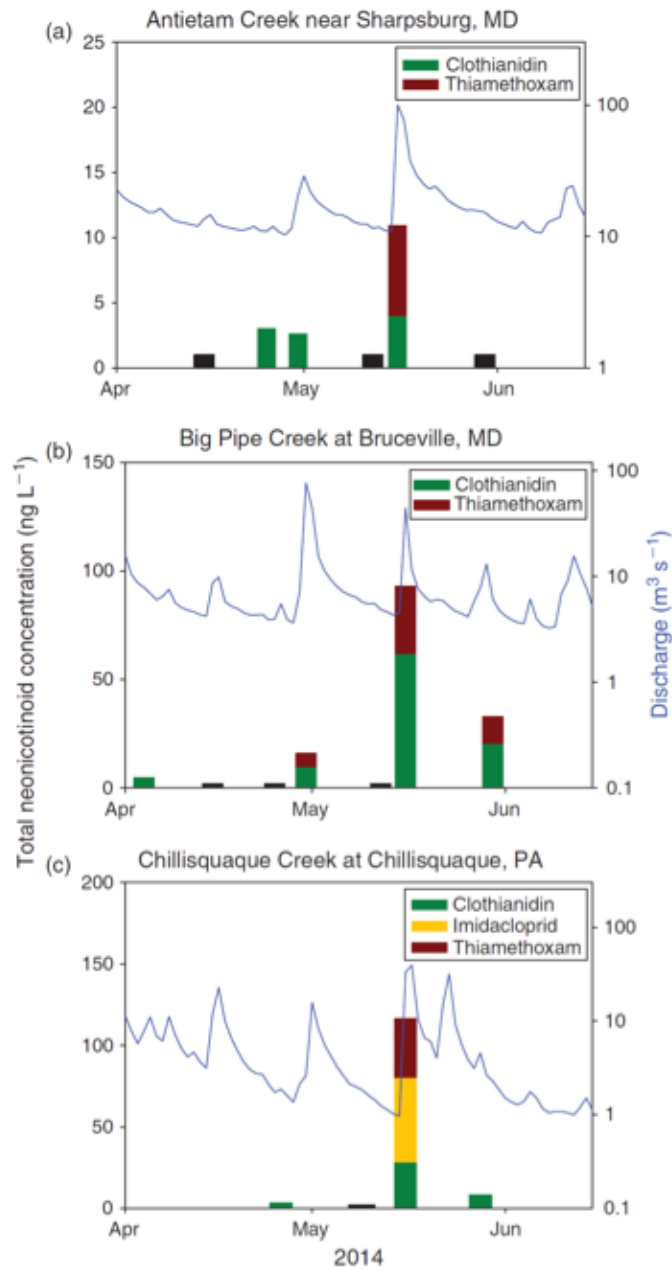 (a)
Antietam Creek near Sharpsburg, MD
25
20
15
10
5
0
Clothianidin
Thiamethoxam
100
10
1
Apr
May
Jun
(b)
Big Pipe Creek at Bruceville, MD
150
100
50
0
Clothianidin
Thiamethoxam
100
10
1
0.1
Apr
May
Jun
Total neonicotinoid concentration (ng L⁻¹)
Discharge (m³ s⁻¹)
(c)
Chillisquaque Creek at Chillisquaque, PA
200
150
100
50
0
Clothianidin
Imidacloprid
Thiamethoxam
100
10
1
0.1
Apr
May
Jun
2014